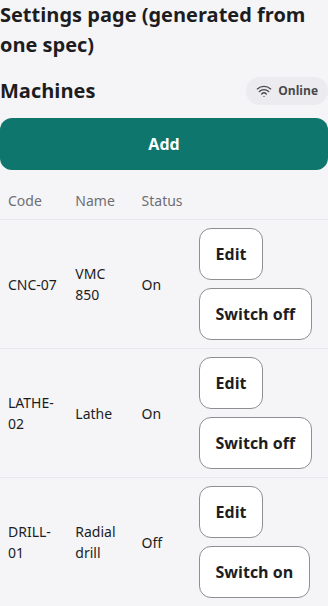 Settings page (generated from
one spec)
Machines
Online
Add
Code Name Status
CNC-07 VMC 850 On Edit
Switch off
LATHE-02 Lathe On Edit
Switch off
DRILL-01 Radial drill Off Edit
Switch on